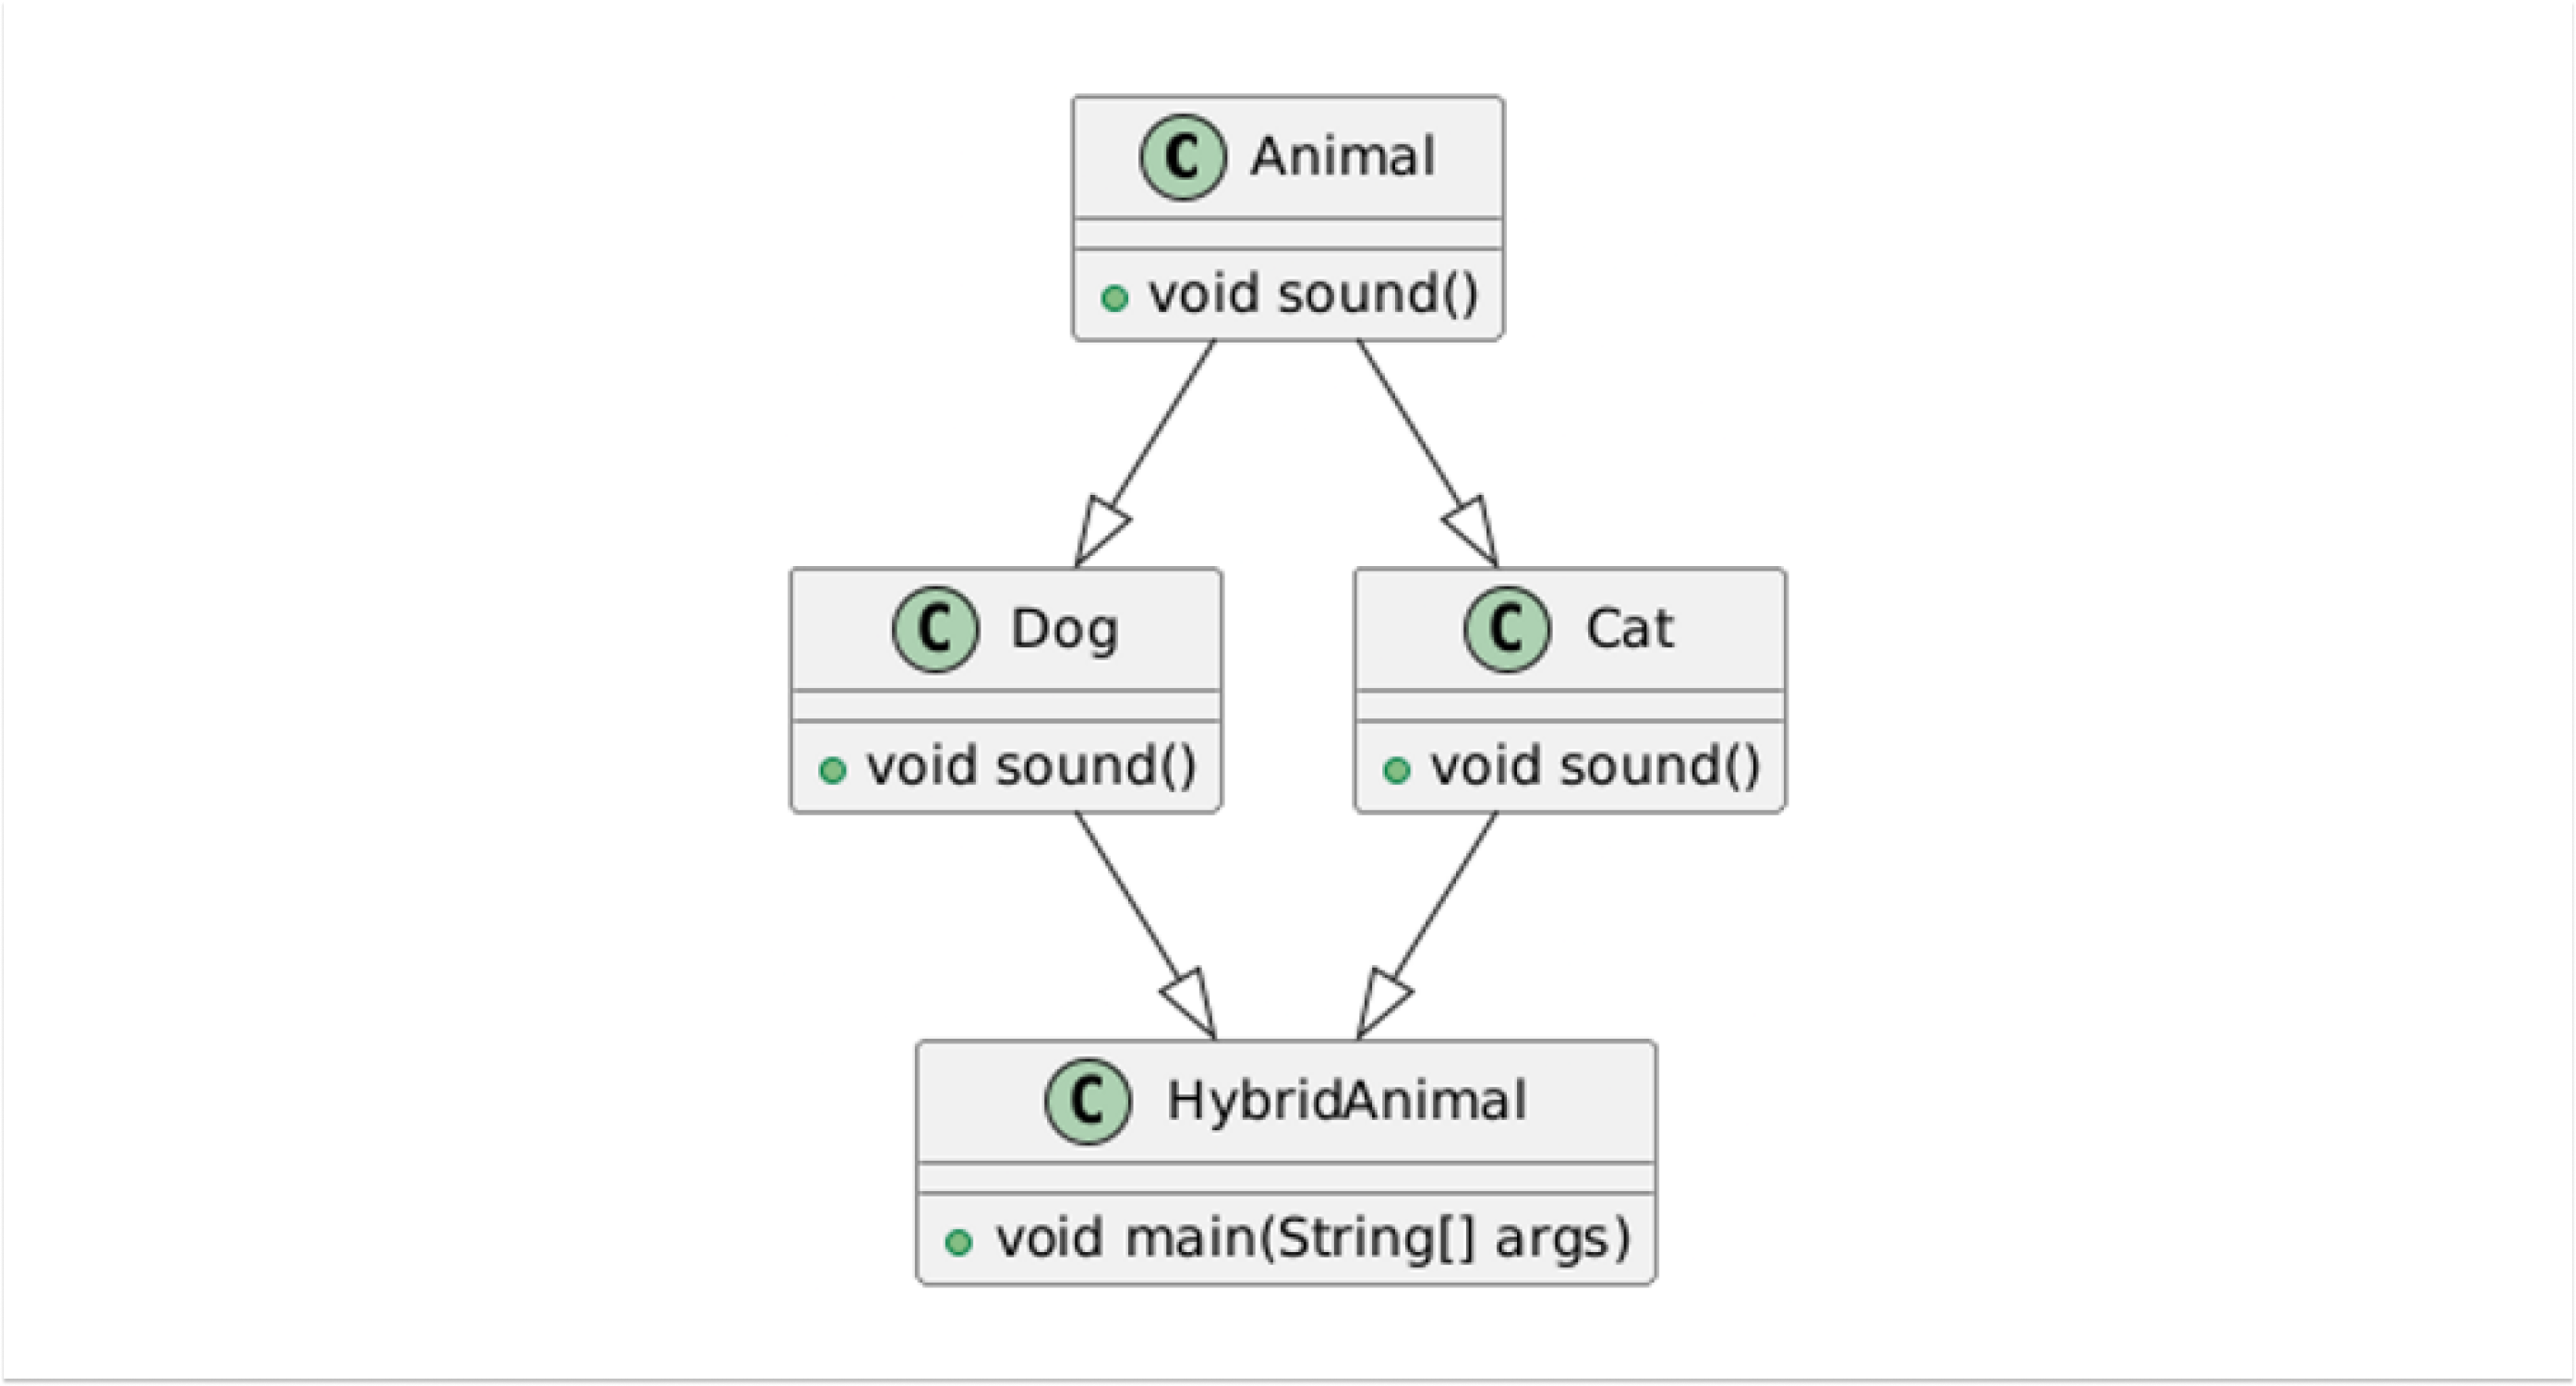 C Animal
void sound()
C Dog
void sound()
C Cat
void sound()
C HybridAnimal
void main(String[] args)